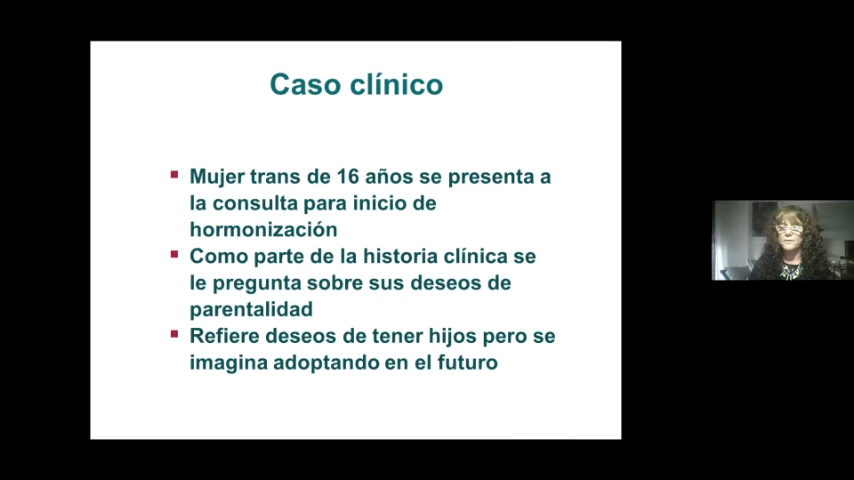 Caso clínico
Mujer trans de 16 años se presenta a
la consulta para inicio de
hormonización
Como parte de la historia clínica se
le pregunta sobre sus deseos de
parentalidad
Refiere deseos de tener hijos pero se
imagina adoptando en el futuro